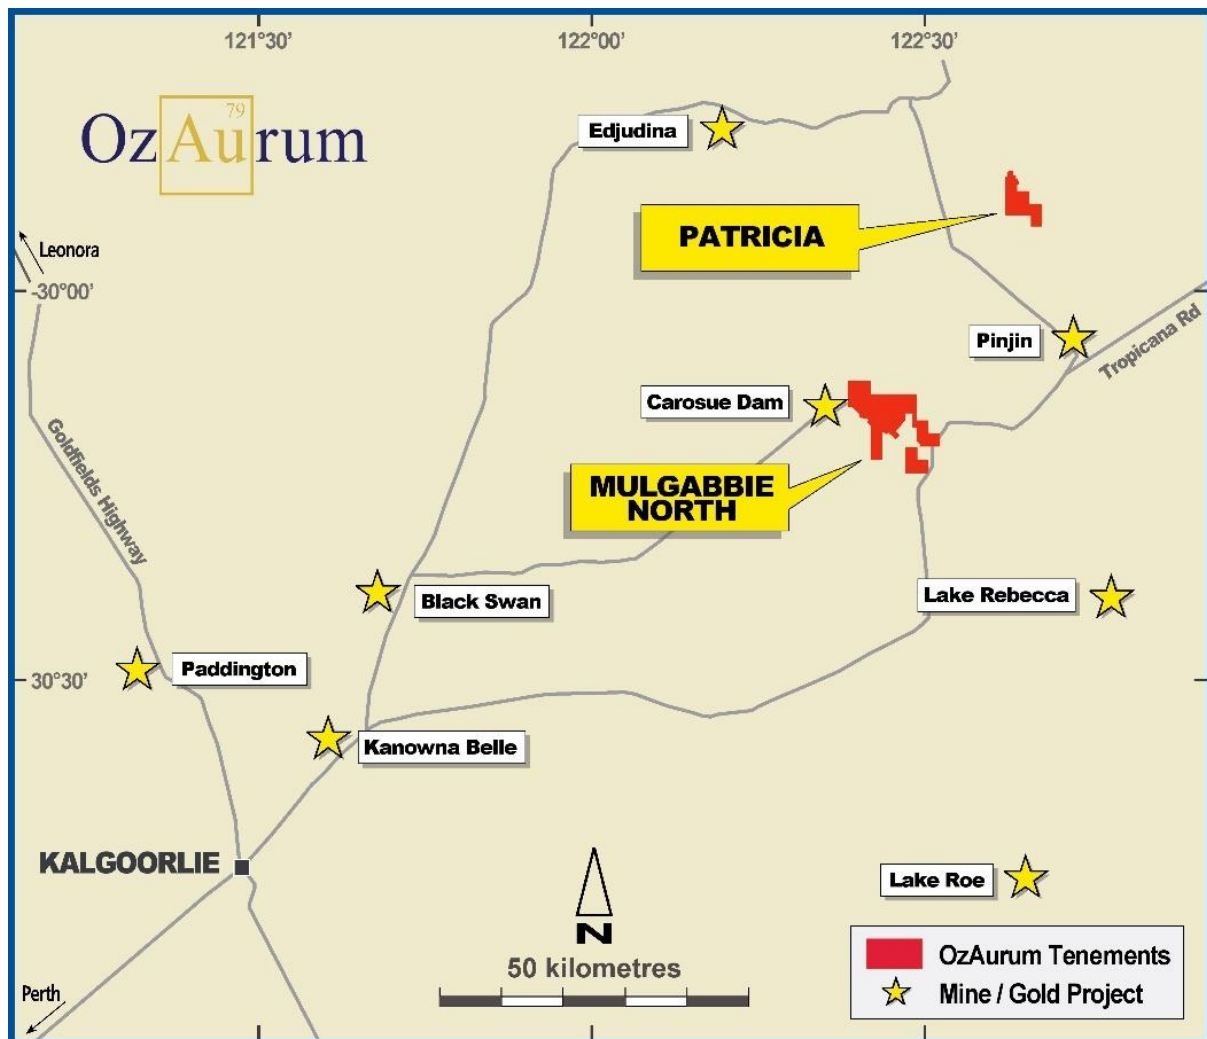 121°30'
122°00'
122°30'
79
OzAurum
Edjudina
PATRICIA
Leonora
-30°00'
Pinjin
Tropicana Rd
Carosue Dam
MULGABBIE
NORTH
Goldfields Highway
Black Swan
Lake Rebecca
Paddington
30°30'
Kanowna Belle
KALGOORLIE
Lake Roe
N
50 kilometres
OzAurum Tenements
Mine / Gold Project
Perth